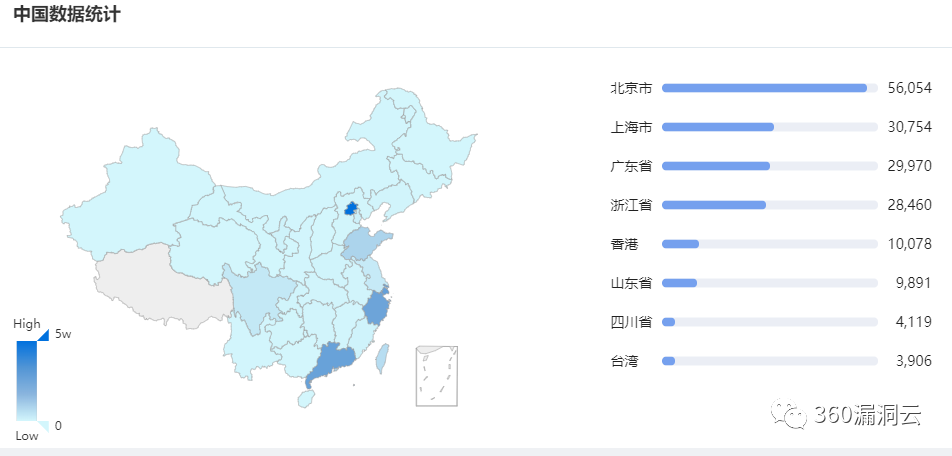 中国数据统计
北京市 56,054
上海市 30,754
广东省 29,970
浙江省 28,460
香港 10,078
山东省 9,891
四川省 4,119
台湾 3,906
High
5w
0
Low
360漏洞云